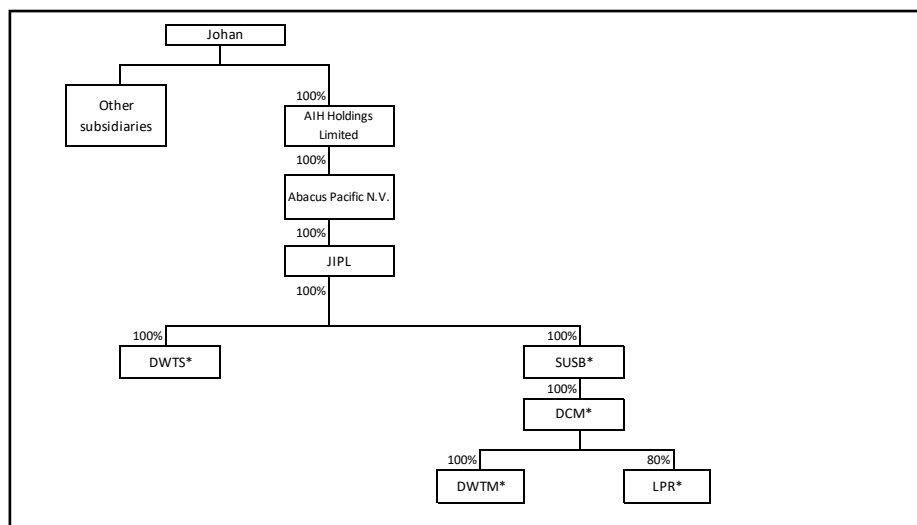 Johan
Other
subsidiaries
100%
AIH Holdings
Limited
100%
Abacus Pacific N.V.
100%
JIPL
100%
100%
DWTS*
100%
SUSB*
100%
DCM*
100%
DWTM*
80%
LPR*